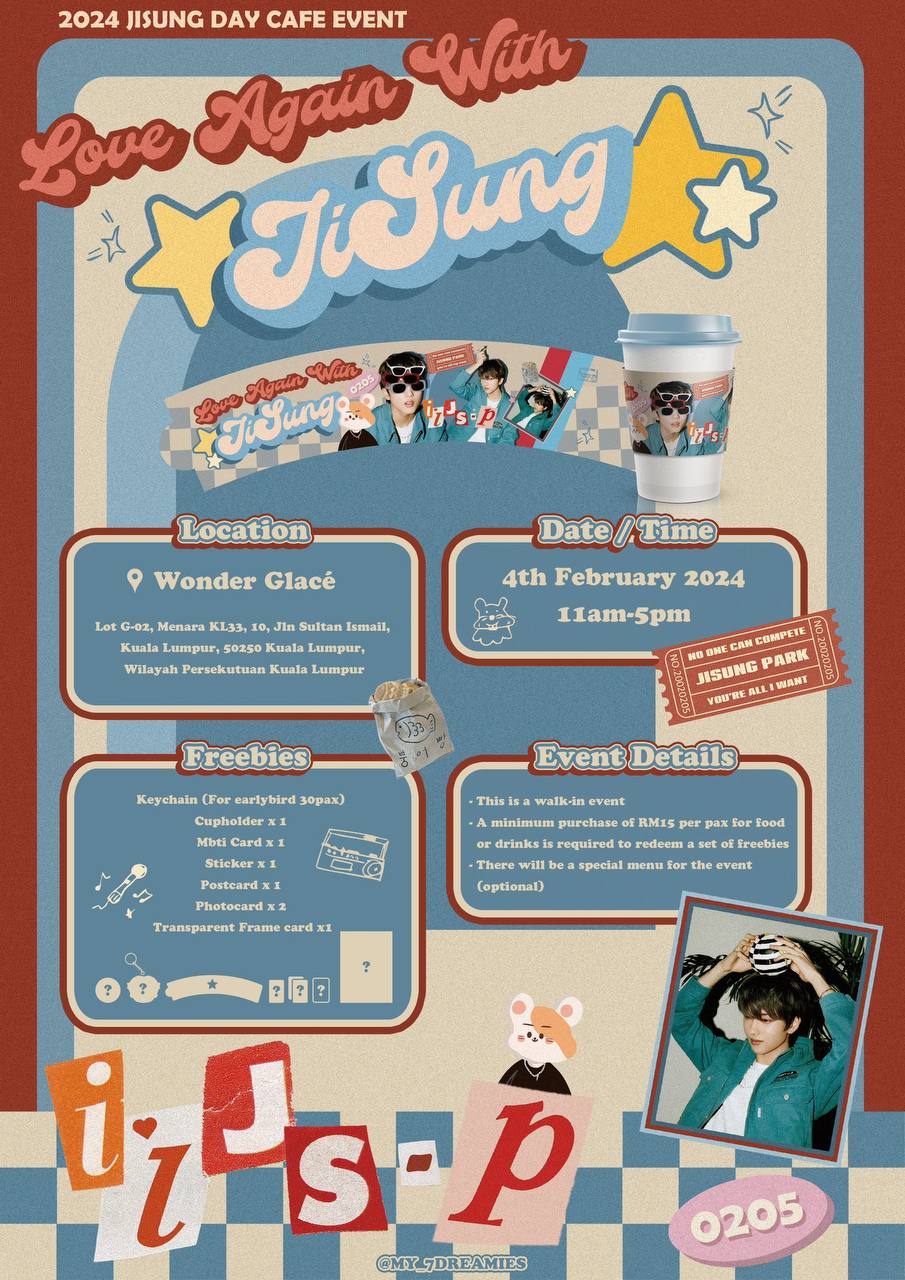 2024 JISUNG DAY CAFE EVENT
Love Again With
JiSung
Love Again With
JiSung
0205
JISUNG PARK
iLJS-P
iLJS-
Location
Wonder Glacé
Lot G-02, Menara KL33, 10, Jln Sultan Ismail,
Kuala Lumpur, 50250 Kuala Lumpur,
Wilayah Persekutuan Kuala Lumpur
Date / Time
4th February 2024
11am-5pm
NO ONE CAN COMPETE
JISUNG PARK
YOU'RE ALL I WANT
NO 20020205
NO 20020205
Freebies
Keychain (For earlybird 30pax)
Cupholder x 1
Mbti Card x 1
Sticker x 1
Postcard x 1
Photocard x 2
Transparent Frame card x1
? ? ? ? ? ?
Event Details
- This is a walk-in event
- A minimum purchase of RM15 per pax for food
or drinks is required to redeem a set of freebies
- There will be a special menu for the event
(optional)
ilJS-p
0205
@MY_7DREAMIES